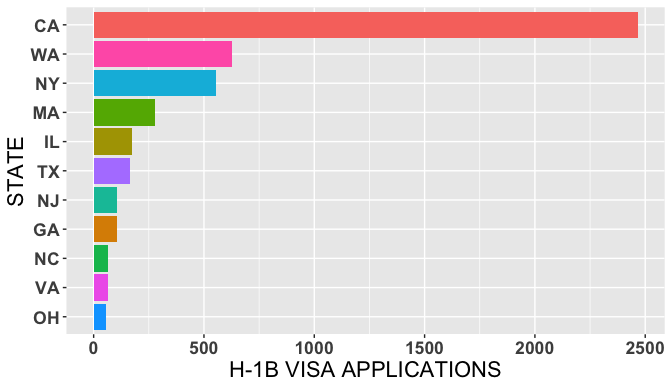 CA
WA
NY
MA
IL
TX
NJ
GA
NC
VA
OH
STATE
0 500 1000 1500 2000 2500
H-1B VISA APPLICATIONS